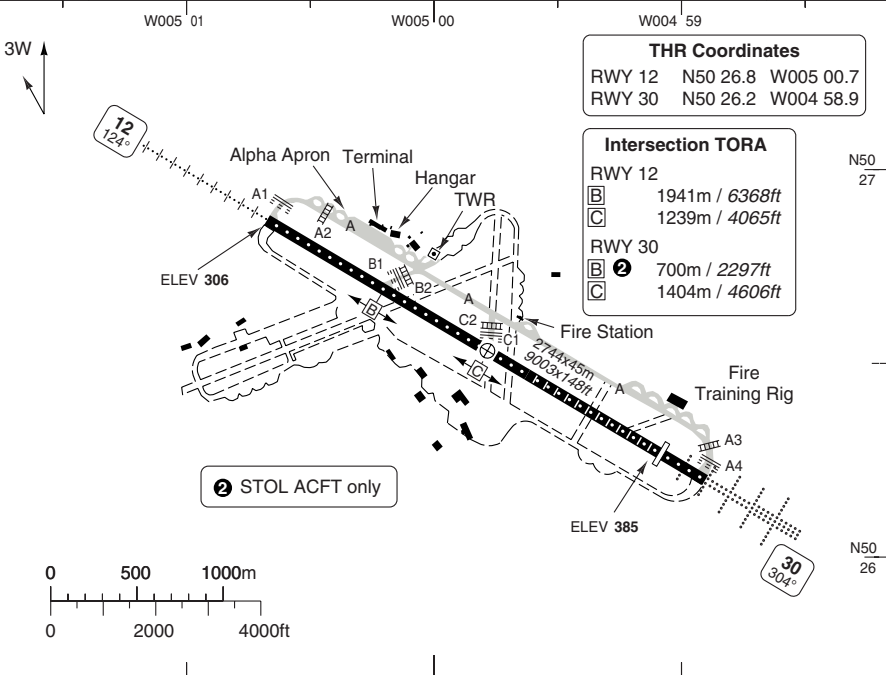 W005 01
W005 00
W004 59
3W
THR Coordinates
RWY 12 N50 26.8 W005 00.7
RWY 30 N50 26.2 W004 58.9
12
124°
Alpha Apron
Terminal
Hangar
TWR
Intersection TORA
RWY 12
B 1941m / 6368ft
C 1239m / 4065ft
RWY 30
B 2 700m / 2297ft
C 1404m / 4606ft
N50
27
A1
A2
A
ELEV 306
B1
B2
B
A
C2
C1
C
Fire Station
2744x45m
9003x148ft
A
Fire
Training Rig
A3
A4
2 STOL ACFT only
ELEV 385
N50
26
30
304°
0 500 1000m
0 2000 4000ft